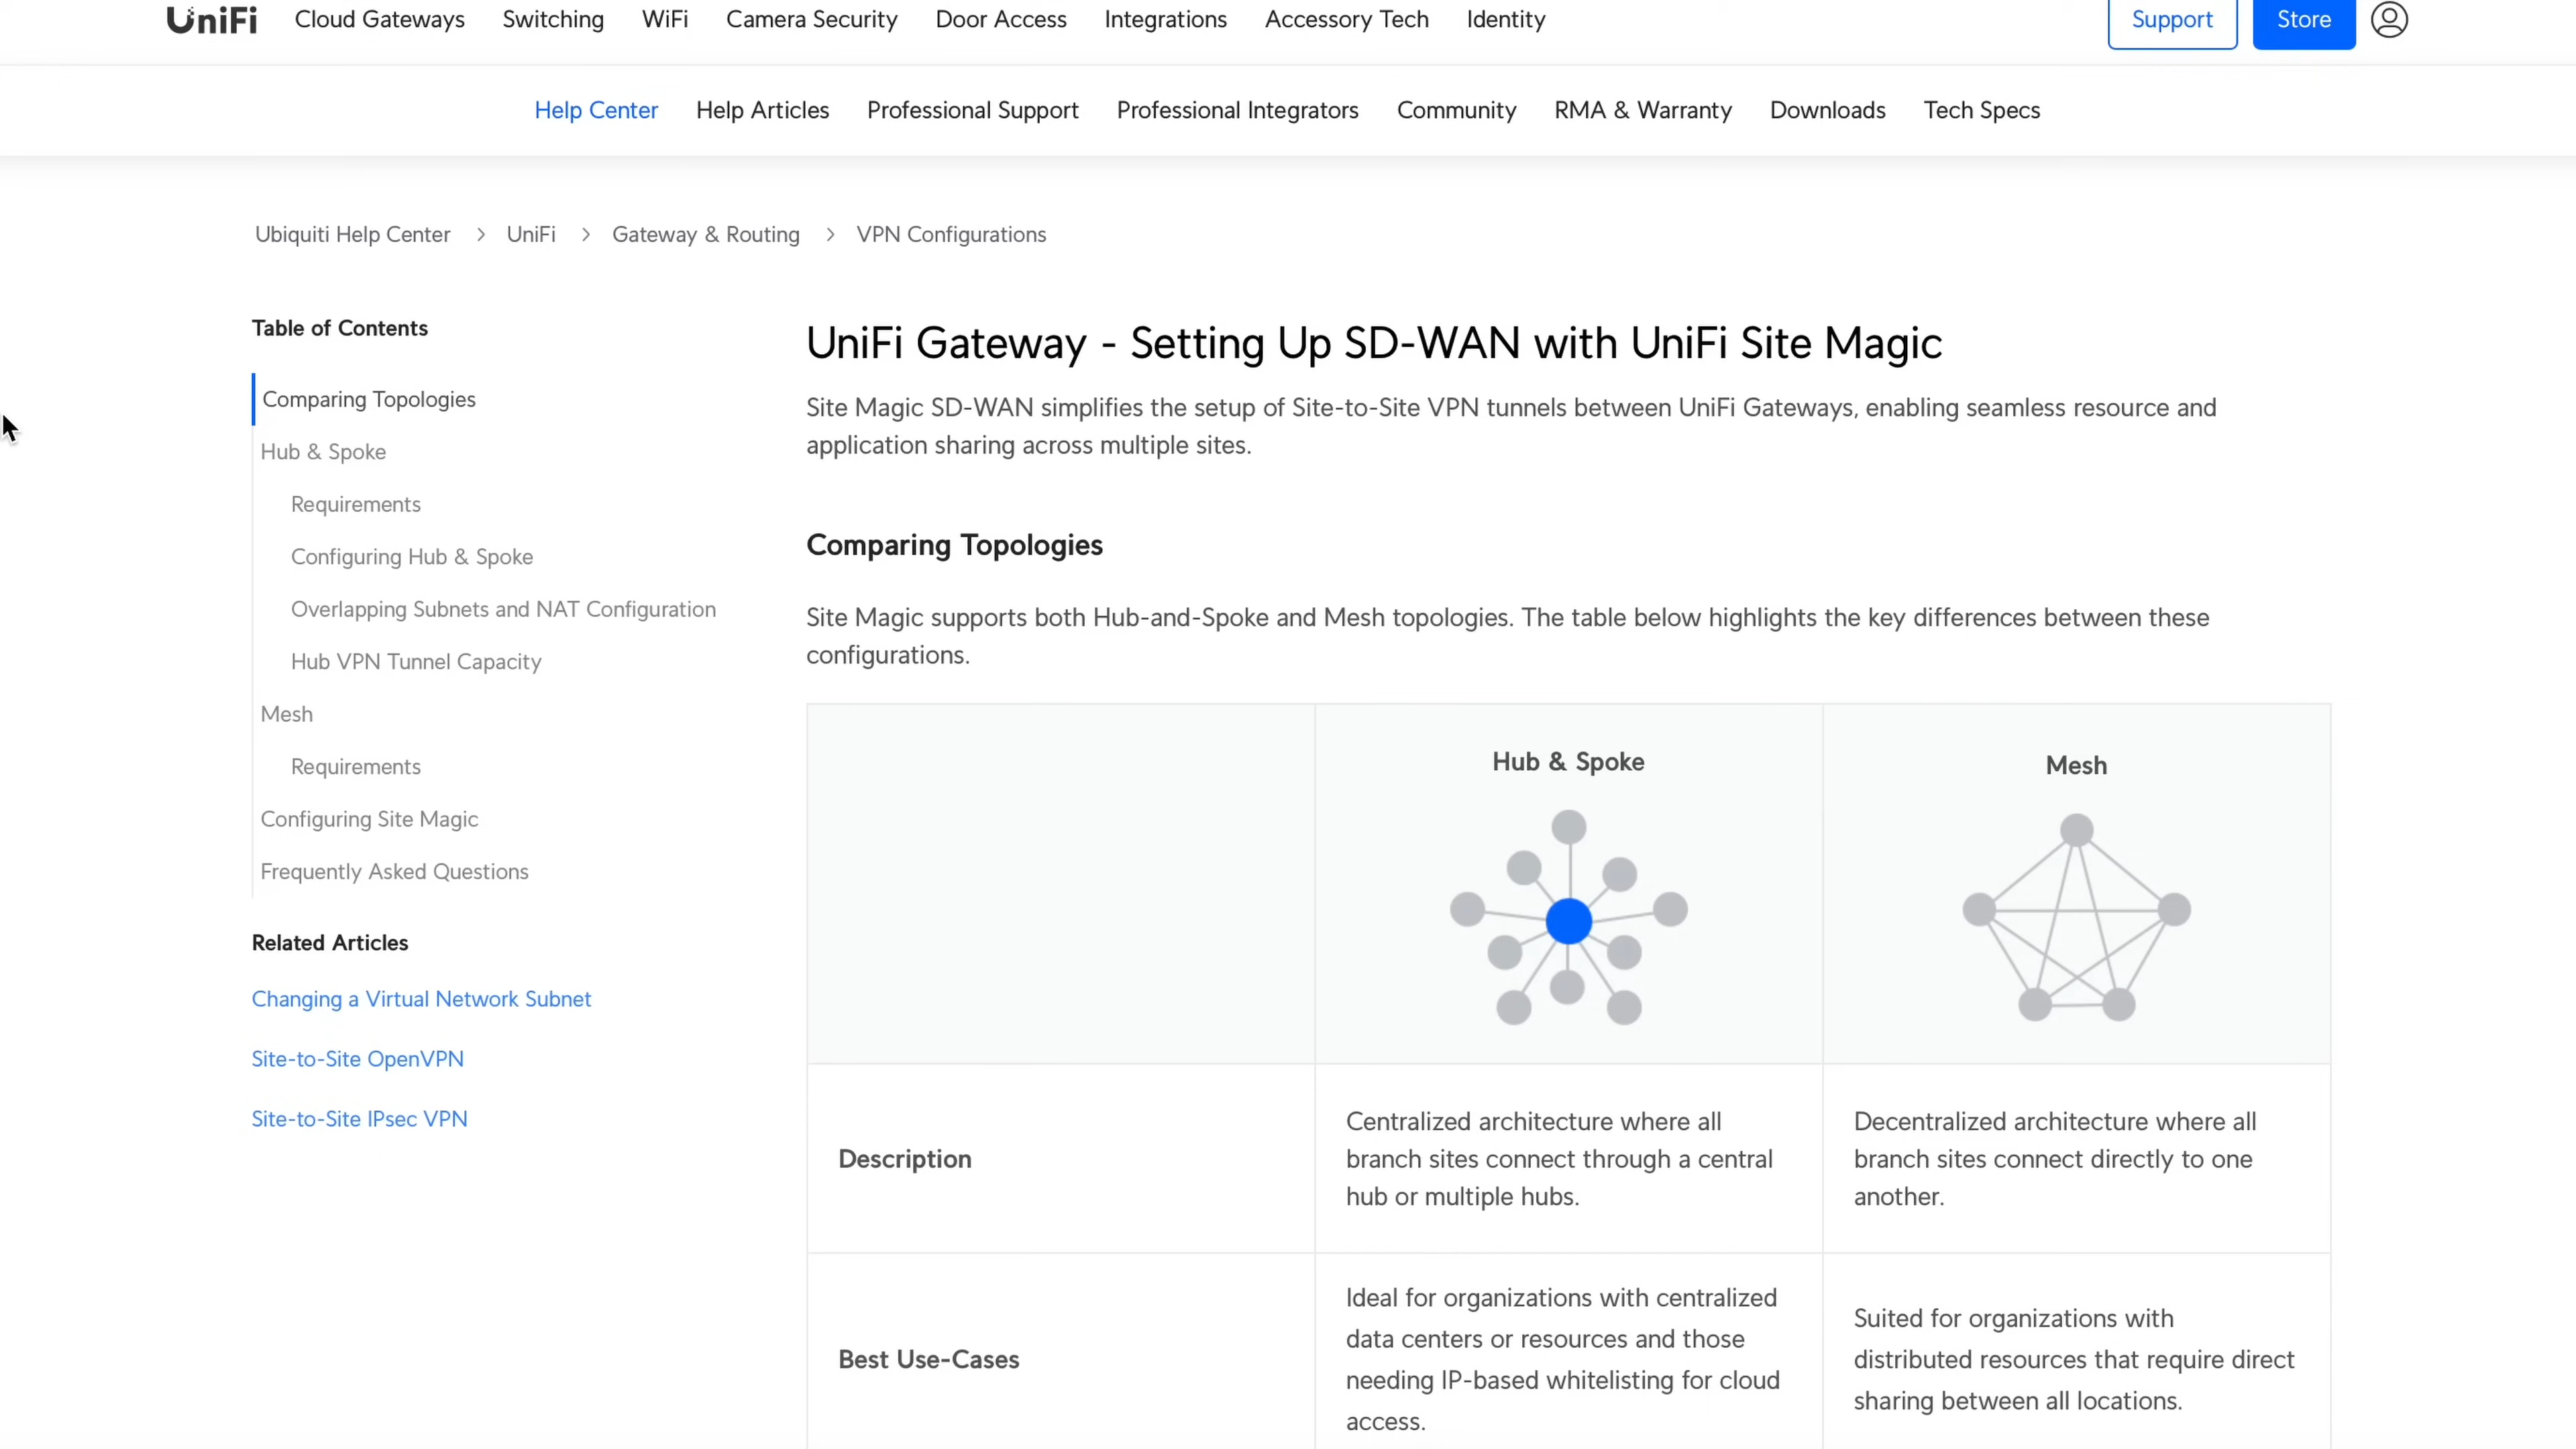 UniFi Cloud Gateways Switching WiFi Camera Security Door Access Integrations Accessory Tech Identity Support Store
Help Center Help Articles Professional Support Professional Integrators Community RMA & Warranty Downloads Tech Specs
Ubiquiti Help Center > UniFi > Gateway & Routing > VPN Configurations
Table of Contents
Comparing Topologies
Hub & Spoke
Requirements
Configuring Hub & Spoke
Overlapping Subnets and NAT Configuration
Hub VPN Tunnel Capacity
Mesh
Requirements
Configuring Site Magic
Frequently Asked Questions
Related Articles
Changing a Virtual Network Subnet
Site-to-Site OpenVPN
Site-to-Site IPsec VPN
UniFi Gateway - Setting Up SD-WAN with UniFi Site Magic
Site Magic SD-WAN simplifies the setup of Site-to-Site VPN tunnels between UniFi Gateways, enabling seamless resource and
application sharing across multiple sites.
Comparing Topologies
Site Magic supports both Hub-and-Spoke and Mesh topologies. The table below highlights the key differences between these
configurations.
Hub & Spoke
Mesh
Description
Centralized architecture where all
branch sites connect through a central
hub or multiple hubs.
Decentralized architecture where all
branch sites connect directly to one
another.
Best Use-Cases
Ideal for organizations with centralized
data centers or resources and those
needing IP-based whitelisting for cloud
access.
Suited for organizations with
distributed resources that require direct
sharing between all locations.